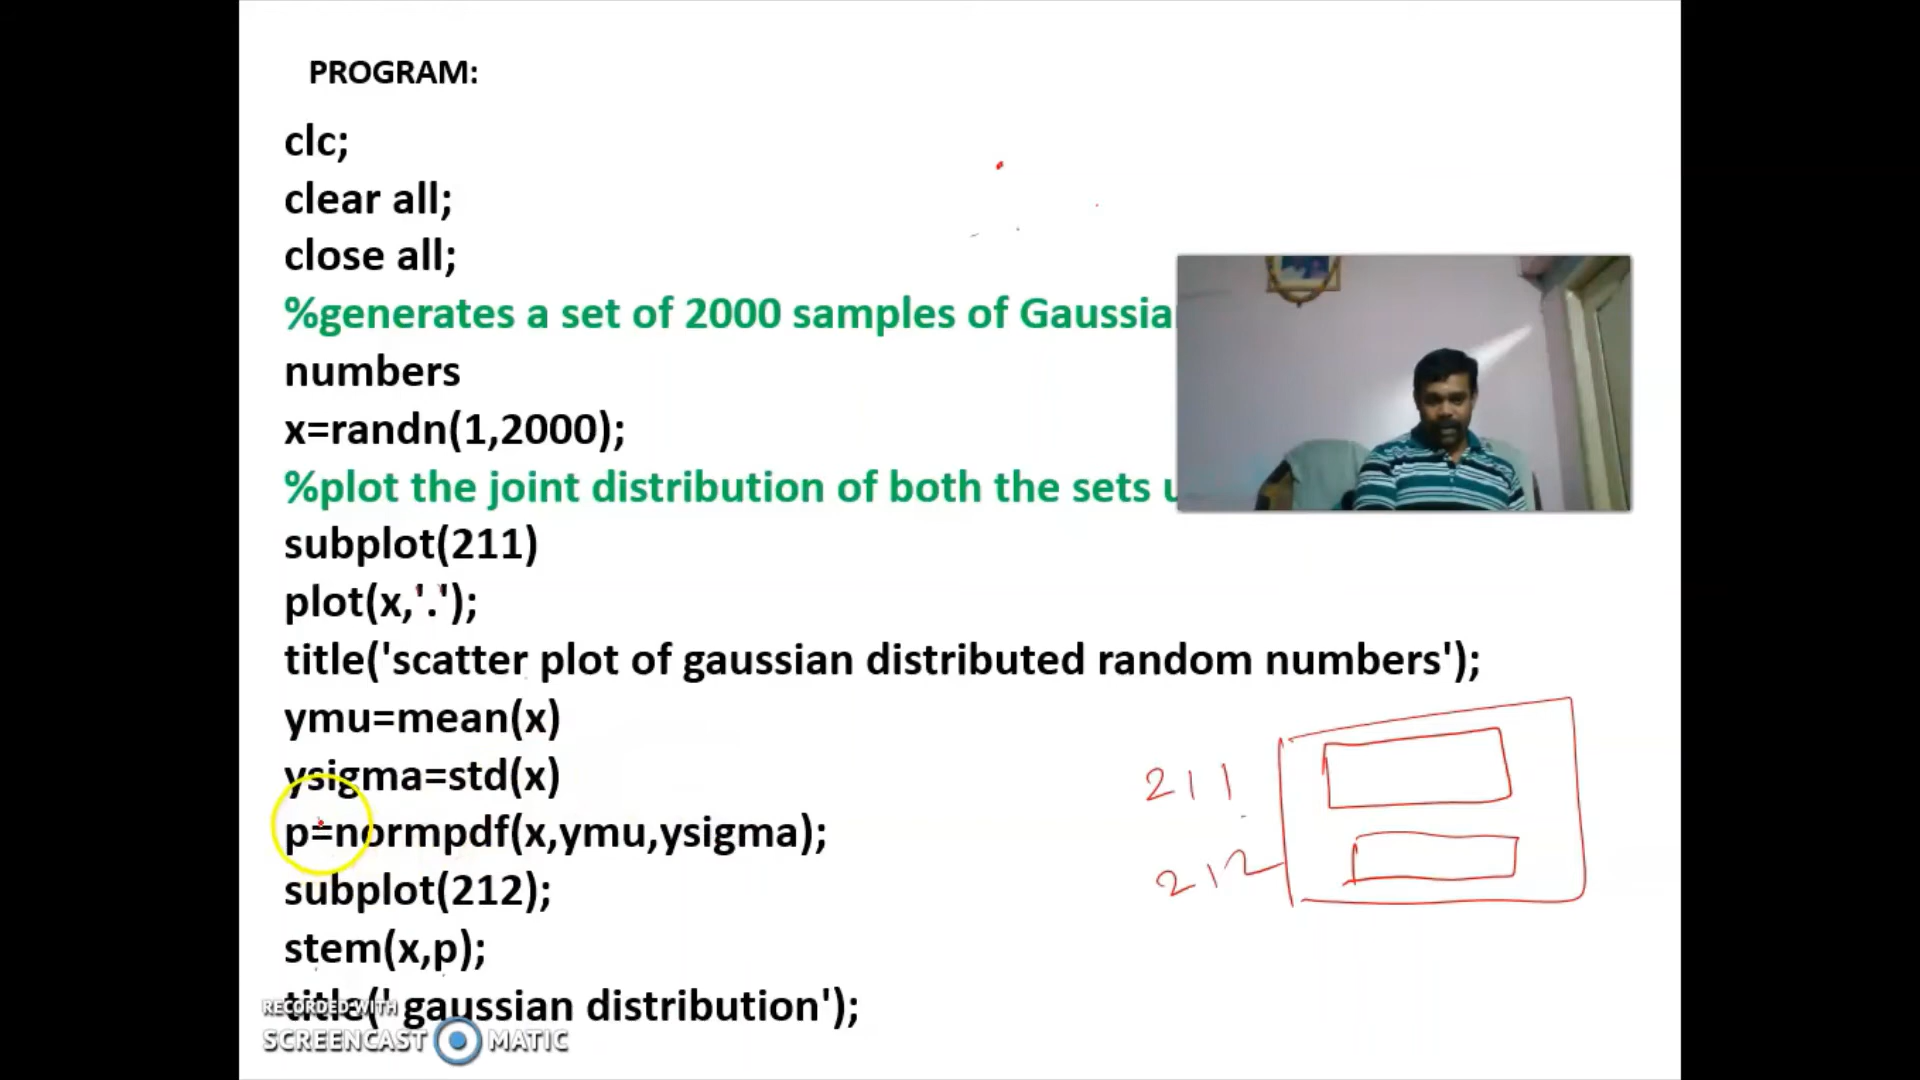 PROGRAM:
clc;
clear all;
close all;
%generates a set of 2000 samples of Gaussian
numbers
x=randn(1,2000);
%plot the joint distribution of both the sets
subplot(211)
plot(x,'.');
title('scatter plot of gaussian distributed random numbers');
ymu=mean(x)
ysigma=std(x)
211
p=normpdf(x,ymu,ysigma);
212
subplot(212);
stem(x,p);
title(' gaussian distribution');
RECORDED WITH
SCREENCAST MATIC